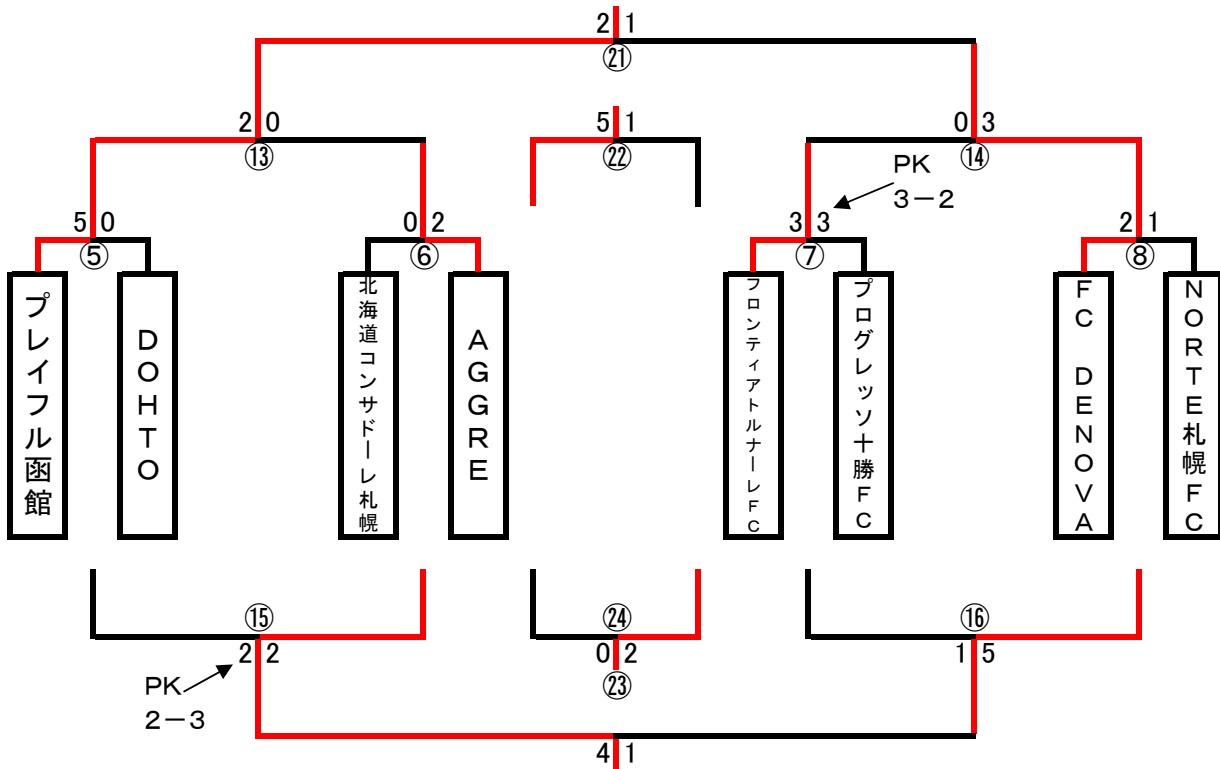 2 1
㉑
2 0
⑬
5 1
㉒
0 3
⑭
PK
3-2
5 0
⑤
0 2
⑥
3 3
⑦
2 1
⑧
プレイフル函館
DOHTO
北海道コンサドーレ札幌
AGGRE
フロンティアトルナーレFC
プログレッソ十勝FC
FC DENOVA
NORTE札幌FC
⑮
2 2
PK
2-3
㉔
0 2
㉓
⑯
1 5
4 1